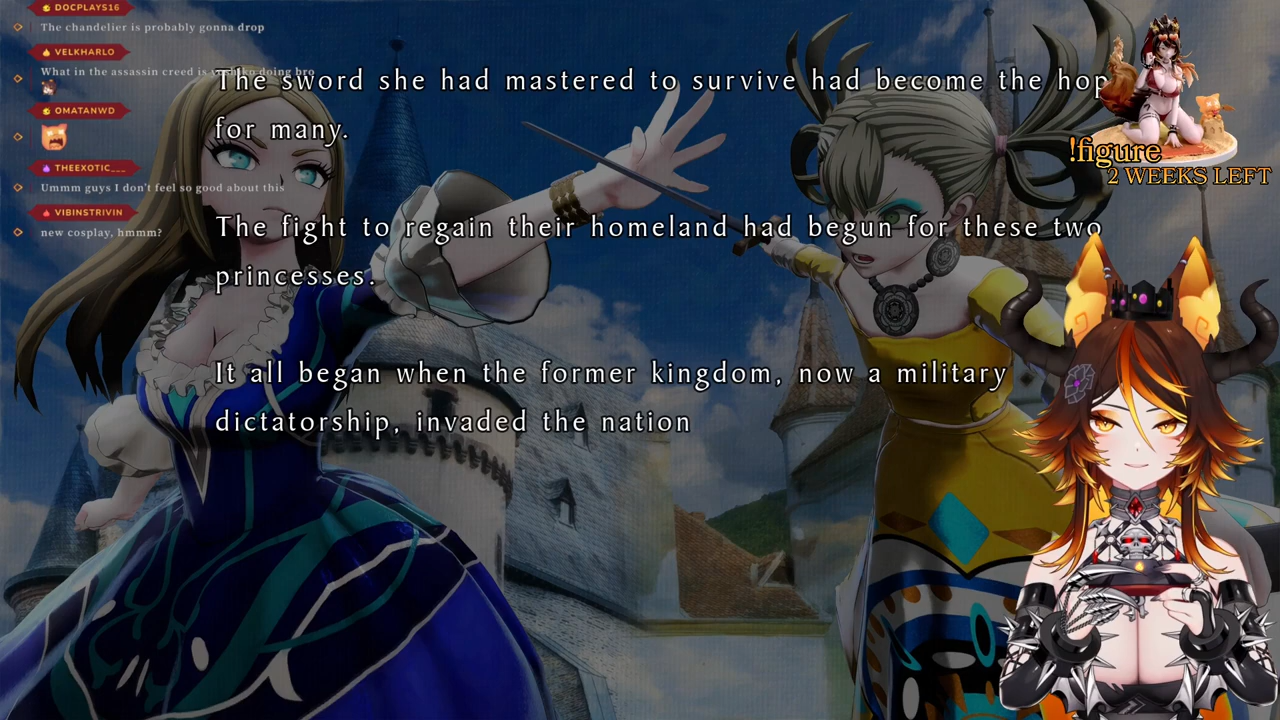 DOCPLAYS16
The chandelier is probably gonna drop
VELKHARLO
What in the assassin creed is yoshiko doing bro
OMATANWD
THEEXOTIC___
Ummm guys I don't feel so good about this
VIBINSTRIVIN
new cosplay, hmmm?
The sword she had mastered to survive had become the hop
for many.
The fight to regain their homeland had begun for these two
princesses.
It all began when the former kingdom, now a military
dictatorship, invaded the nation
!figure
2 WEEKS LEFT